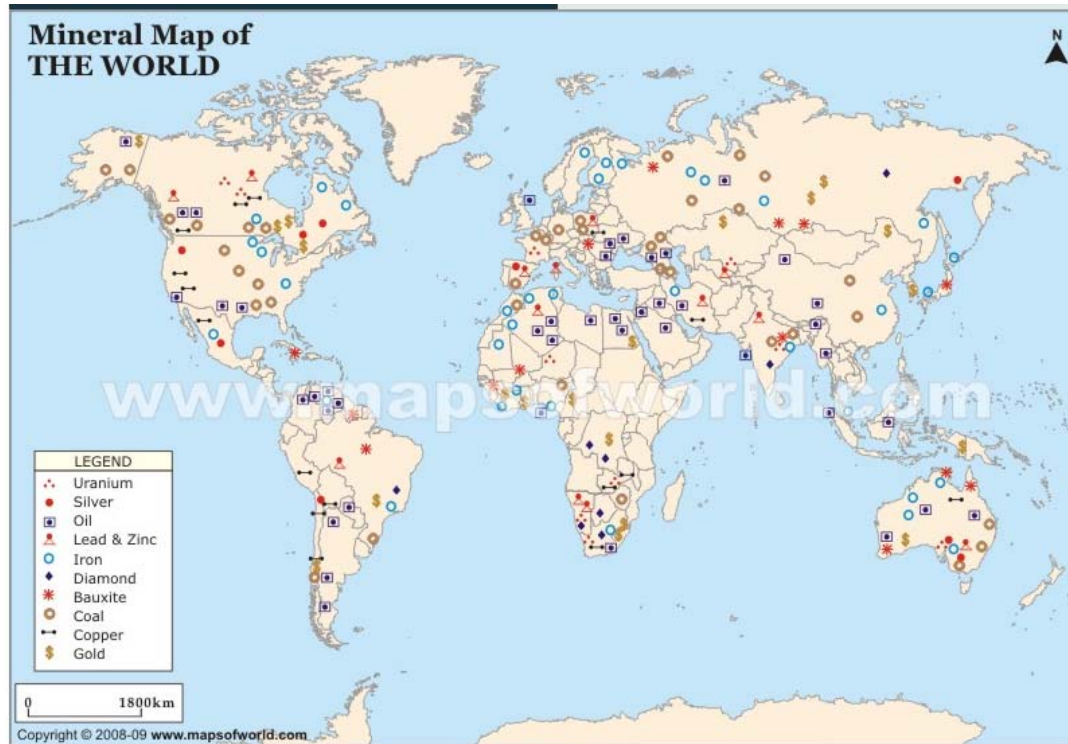 Mineral Map of
THE WORLD
N
www.mapsofworld.com
LEGEND
Uranium
Silver
Oil
Lead & Zinc
Iron
Diamond
Bauxite
Coal
Copper
Gold
0 1800km
Copyright © 2008-09 www.mapsofworld.com